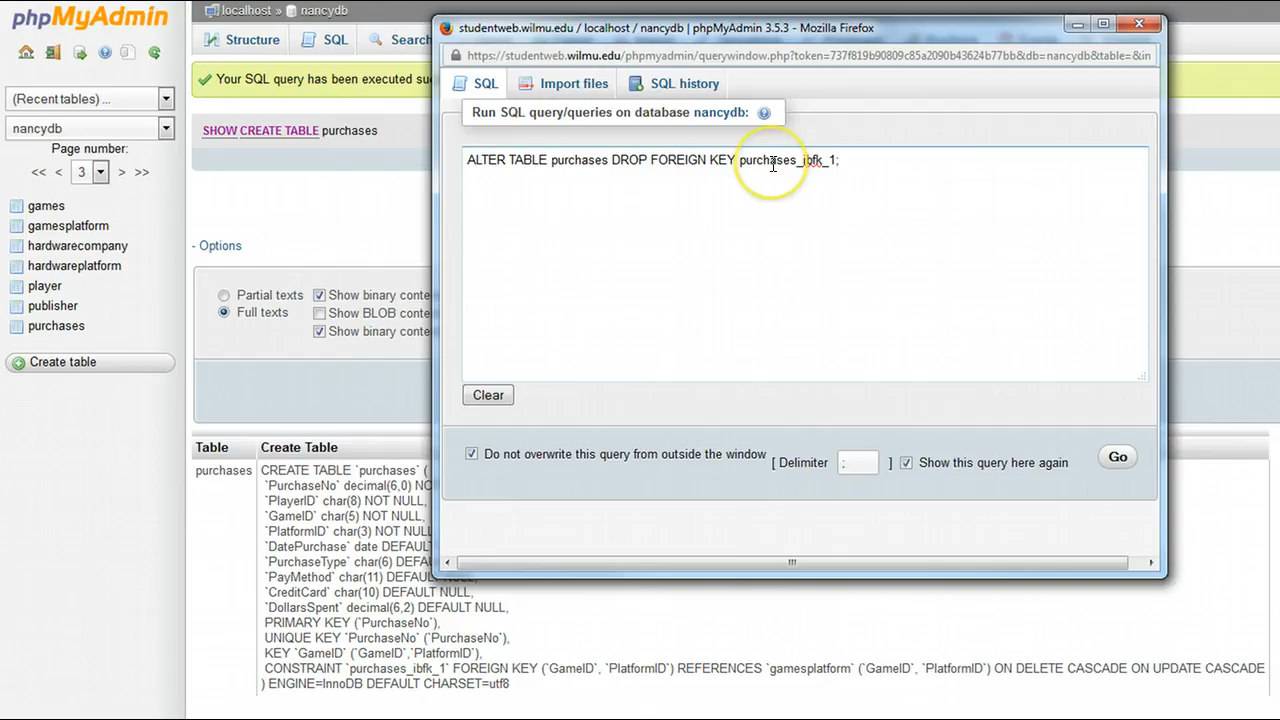 phpMyAdmin
(Recent tables) ...
nancydb
Page number:
<< < 3 > >>
games
gamesplatform
hardwarecompany
hardwareplatform
player
publisher
purchases
Create table
localhost » nancydb
Structure SQL Search
Your SQL query has been executed su
SHOW CREATE TABLE purchases
- Options
Partial texts
Full texts
Show binary conte
Show BLOB conte
Show binary conte
studentweb.wilmu.edu / localhost / nancydb | phpMyAdmin 3.5.3 - Mozilla Firefox
https://studentweb.wilmu.edu/phpmyadmin/querywindow.php?token=737f819b90809c85a2090b43624b77bb&db=nancydb&table=&in
SQL Import files SQL history
Run SQL query/queries on database nancydb:
ALTER TABLE purchases DROP FOREIGN KEY purchases_ibfk_1;
Clear
Do not overwrite this query from outside the window
[ Delimiter ; ] Show this query here again
Go
Table Create Table
purchases CREATE TABLE `purchases` (
`PurchaseNo` decimal(6,0) NO
`PlayerID` char(8) NOT NULL,
`GameID` char(5) NOT NULL,
`PlatformID` char(3) NOT NUL
`DatePurchase` date DEFAULT
`PurchaseType` char(6) DEFAU
`PayMethod` char(11) DEFAUL
`CreditCard` char(10) DEFAULT NULL,
`DollarsSpent` decimal(6,2) DEFAULT NULL,
PRIMARY KEY (`PurchaseNo`),
UNIQUE KEY `PurchaseNo` (`PurchaseNo`),
KEY `GameID` (`GameID`,`PlatformID`),
CONSTRAINT `purchases_ibfk_1` FOREIGN KEY (`GameID`, `PlatformID`) REFERENCES `gamesplatform` (`GameID`, `PlatformID`) ON DELETE CASCADE ON UPDATE CASCADE
) ENGINE=InnoDB DEFAULT CHARSET=utf8